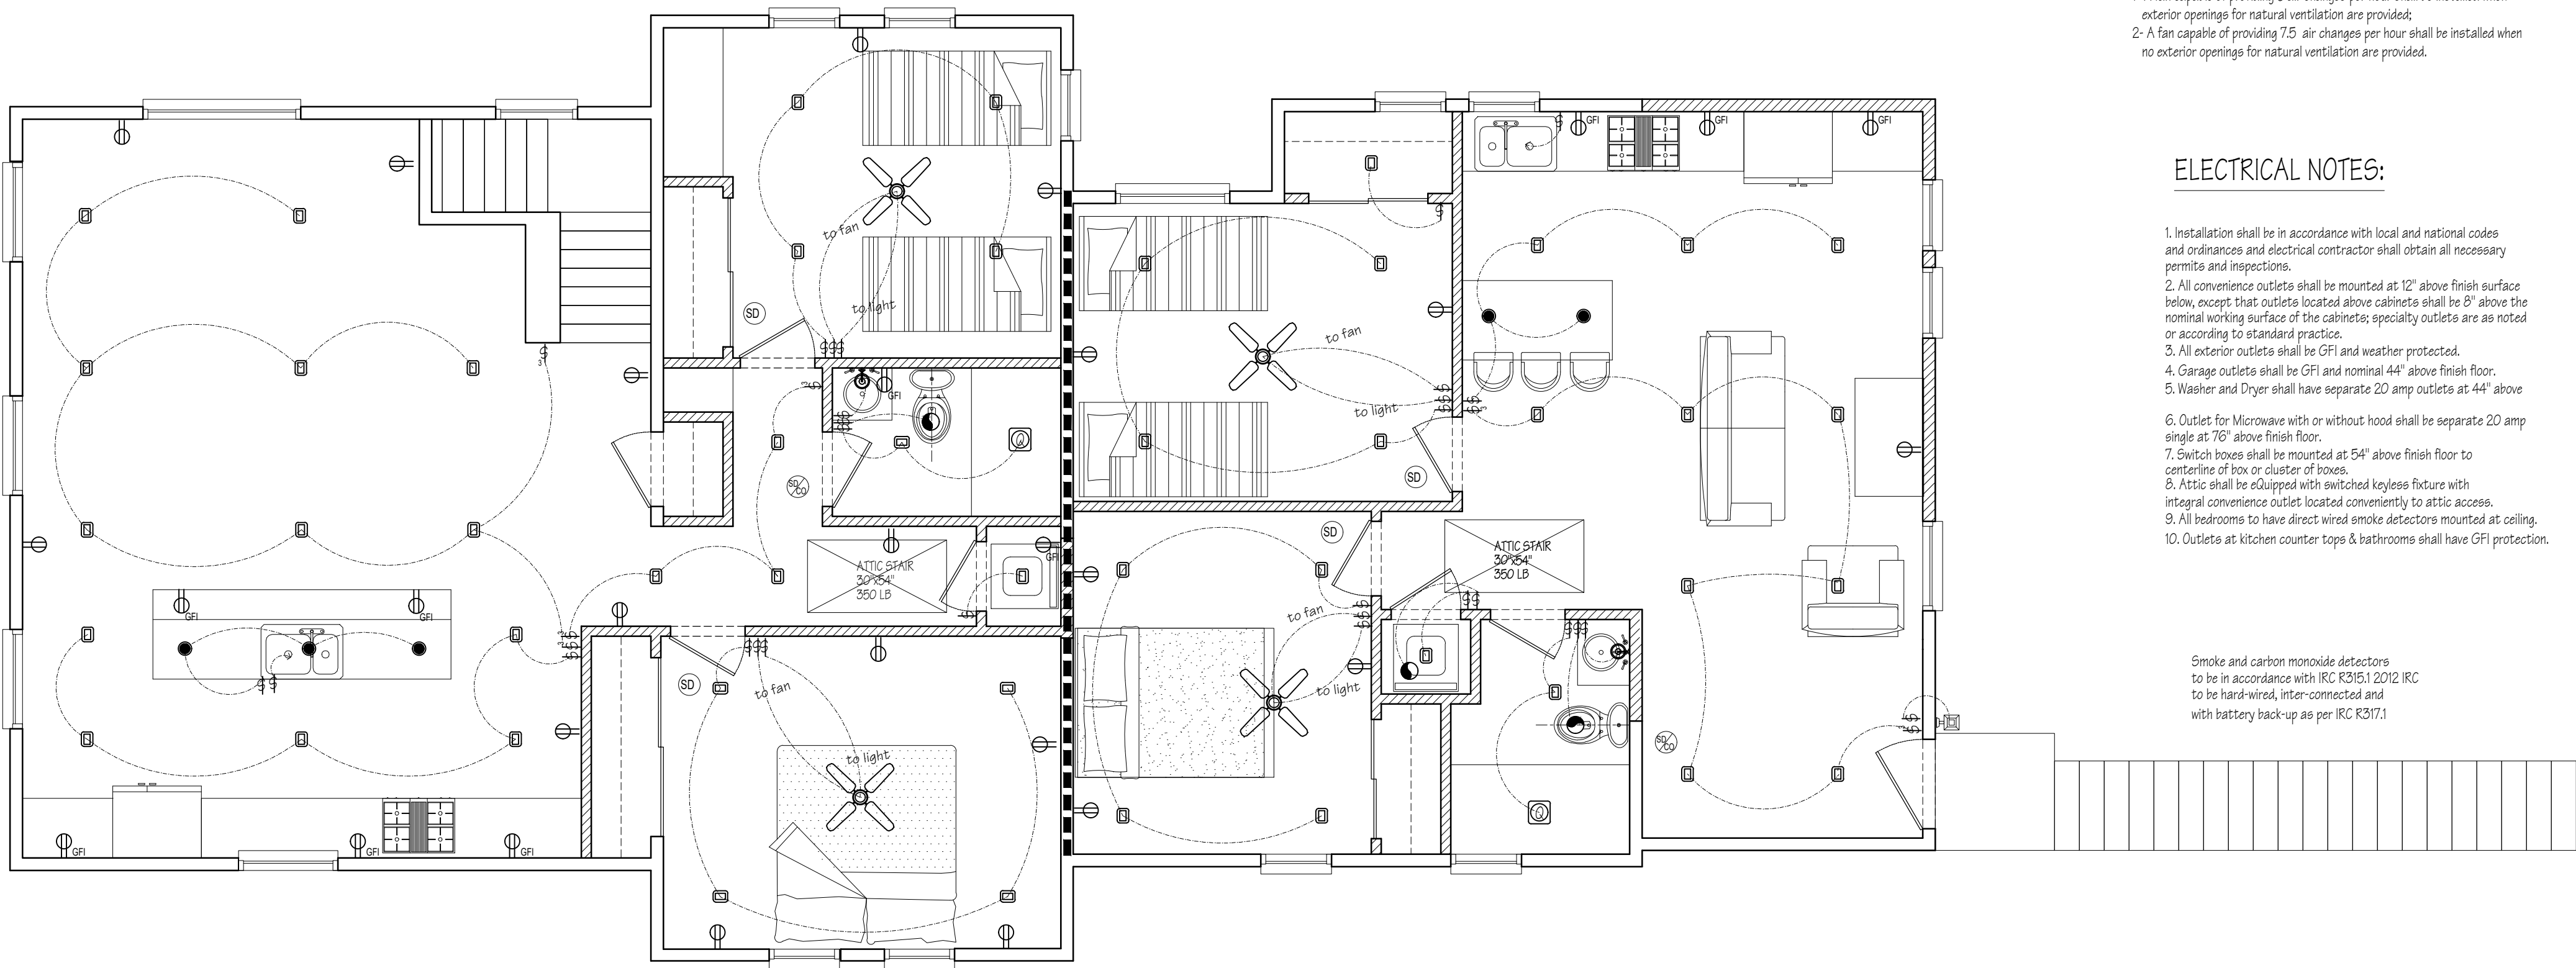 exterior openings for natural ventilation are provided;
2- A fan capable of providing 7.5 air changes per hour shall be installed when
no exterior openings for natural ventilation are provided.
ELECTRICAL NOTES:
1. Installation shall be in accordance with local and national codes
and ordinances and electrical contractor shall obtain all necessary
permits and inspections.
2. All convenience outlets shall be mounted at 12" above finish surface
below, except that outlets located above cabinets shall be 8" above the
nominal working surface of the cabinets; specialty outlets are as noted
or according to standard practice.
3. All exterior outlets shall be GFI and weather protected.
4. Garage outlets shall be GFI and nominal 44" above finish floor.
5. Washer and Dryer shall have separate 20 amp outlets at 44" above
6. Outlet for Microwave with or without hood shall be separate 20 amp
single at 76" above finish floor.
7. Switch boxes shall be mounted at 54" above finish floor to
centerline of box or cluster of boxes.
8. Attic shall be eQuipped with switched keyless fixture with
integral convenience outlet located conveniently to attic access.
9. All bedrooms to have direct wired smoke detectors mounted at ceiling.
10. Outlets at kitchen counter tops & bathrooms shall have GFI protection.
Smoke and carbon monoxide detectors
to be in accordance with IRC R315.1 2012 IRC
to be hard-wired, inter-connected and
with battery back-up as per IRC R317.1
GFI
GFI
GFI
to fan
to light
SD
3
3
GFI
SD
CO
to fan
to light
SD
3
ATTIC STAIR
30"x54"
350 LB
GFI
SD
ATTIC STAIR
30"x54"
350 LB
to fan
to light
GFI
GFI
3
SD
to fan
to light
SD
CO
3
GFI
GFI
GFI